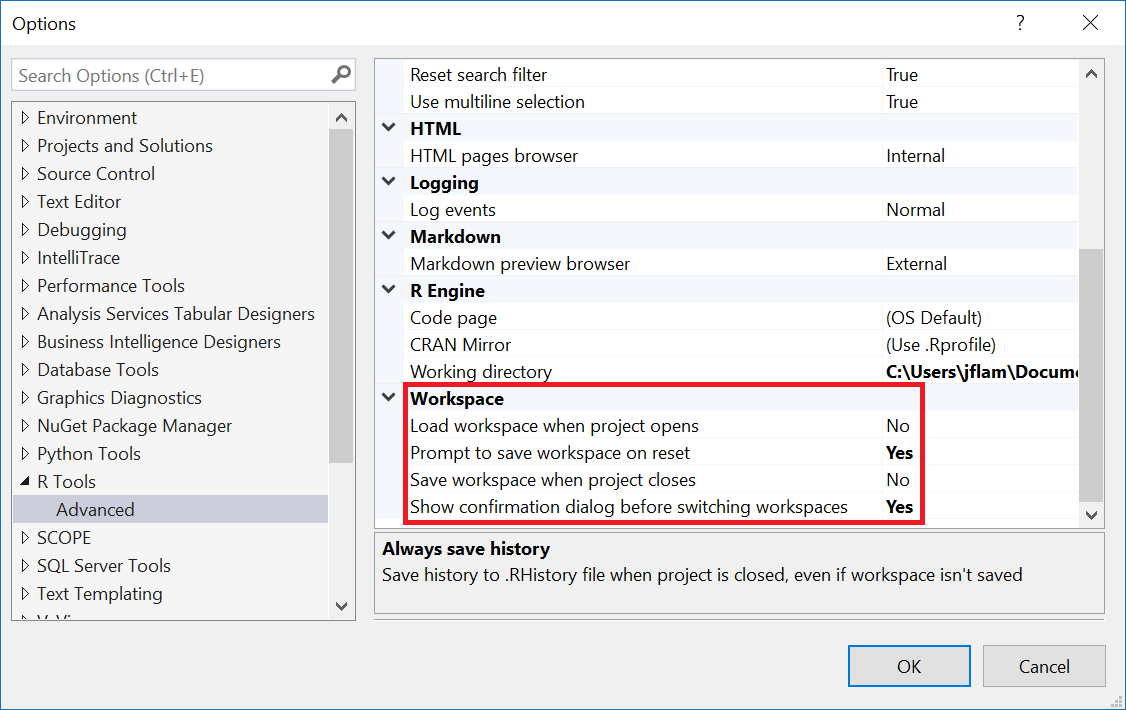 Options
?
Search Options (Ctrl+E)
Environment
Projects and Solutions
Source Control
Text Editor
Debugging
IntelliTrace
Performance Tools
Analysis Services Tabular Designers
Business Intelligence Designers
Database Tools
Graphics Diagnostics
NuGet Package Manager
Python Tools
R Tools
Advanced
SCOPE
SQL Server Tools
Text Templating
Reset search filter True
Use multiline selection True
HTML
HTML pages browser Internal
Logging
Log events Normal
Markdown
Markdown preview browser External
R Engine
Code page (OS Default)
CRAN Mirror (Use .Rprofile)
Working directory C:\Users\jflam\Docum
Workspace
Load workspace when project opens No
Prompt to save workspace on reset Yes
Save workspace when project closes No
Show confirmation dialog before switching workspaces Yes
Always save history
Save history to .RHistory file when project is closed, even if workspace isn't saved
OK Cancel